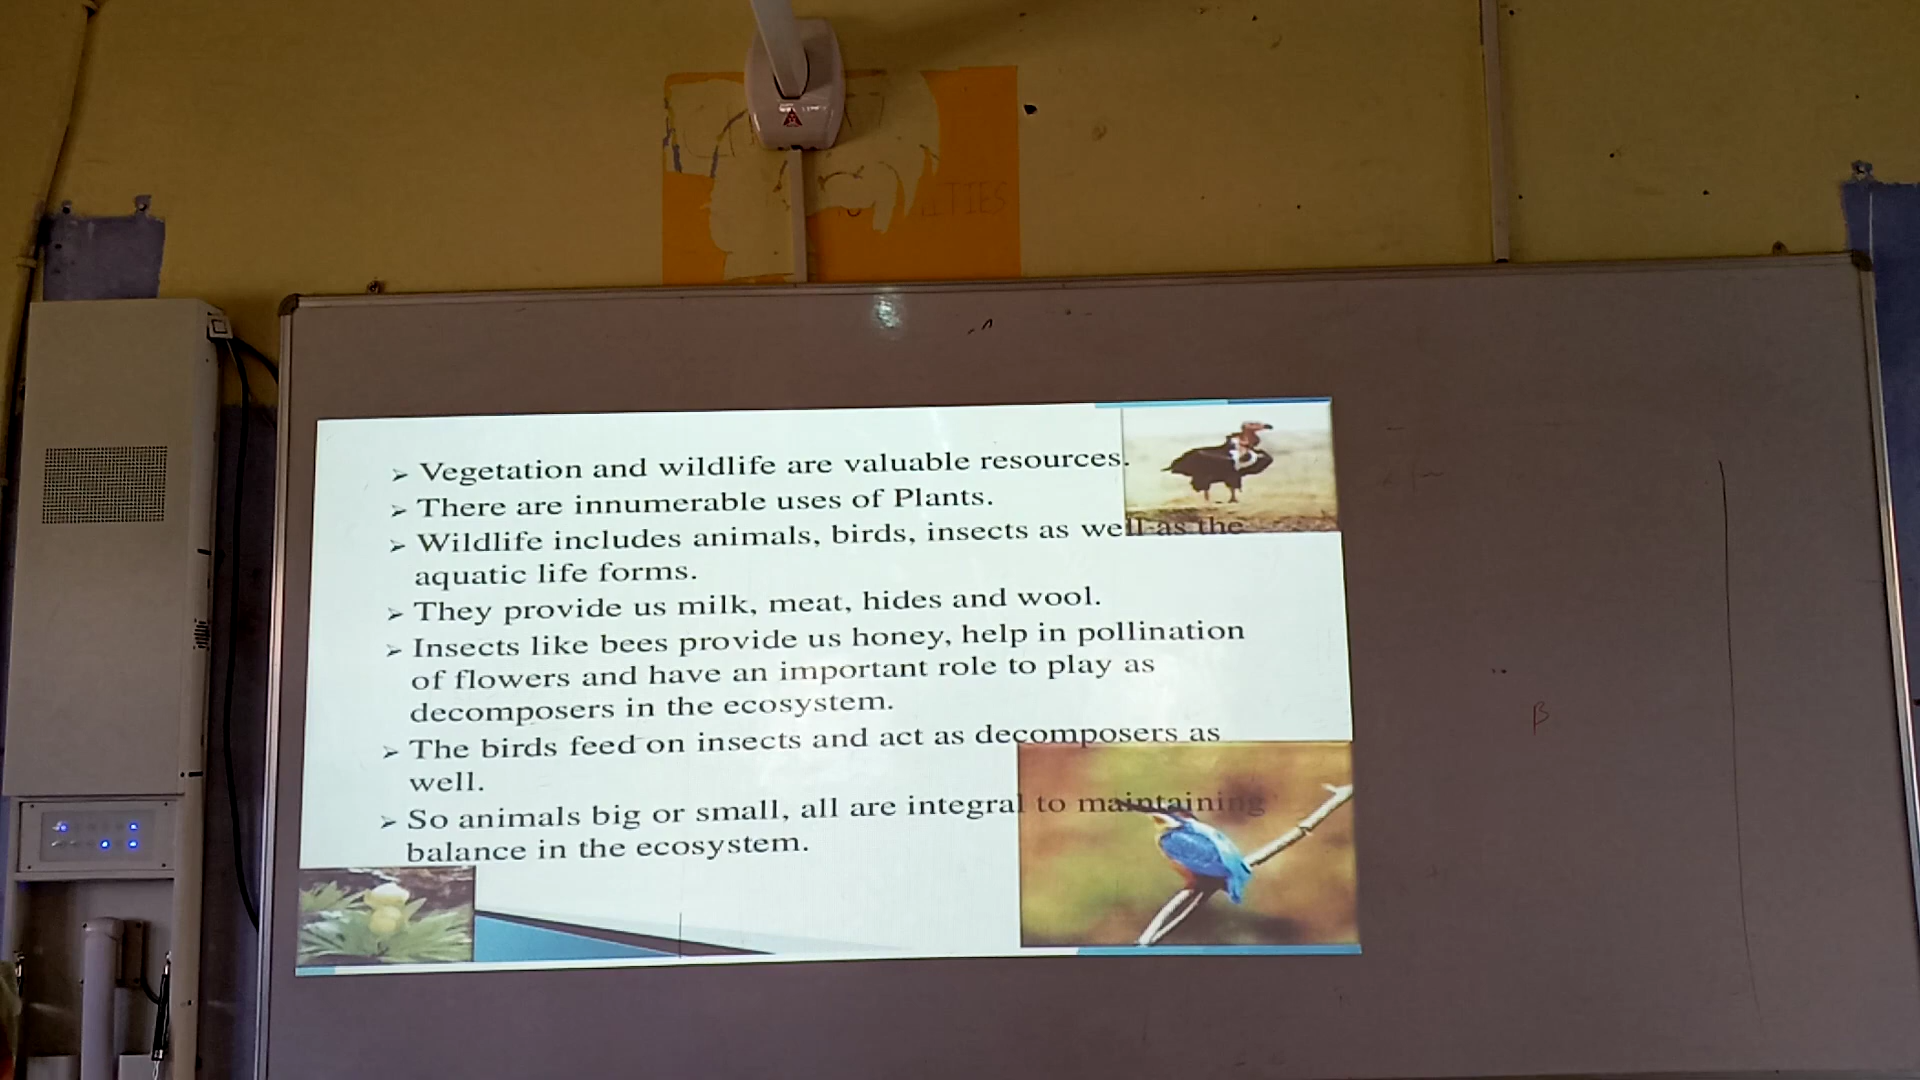 TIES
➢ Vegetation and wildlife are valuable resources.
➢ There are innumerable uses of Plants.
➢ Wildlife includes animals, birds, insects as well as the
aquatic life forms.
➢ They provide us milk, meat, hides and wool.
➢ Insects like bees provide us honey, help in pollination
of flowers and have an important role to play as
decomposers in the ecosystem.
➢ The birds feed on insects and act as decomposers as
well.
➢ So animals big or small, all are integral to maintaining
balance in the ecosystem.
β